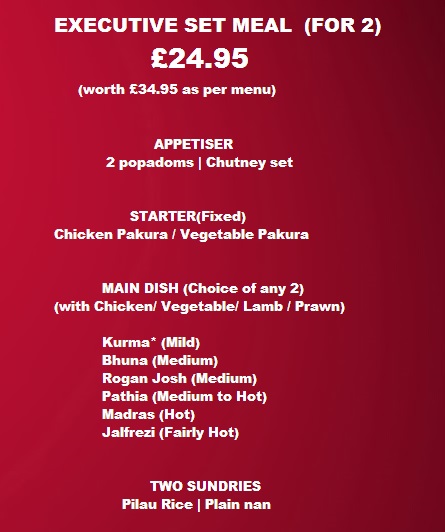 EXECUTIVE SET MEAL (FOR 2)
£24.95
(worth £34.95 as per menu)
APPETISER
2 popadoms | Chutney set
STARTER(Fixed)
Chicken Pakura / Vegetable Pakura
MAIN DISH (Choice of any 2)
(with Chicken/ Vegetable/ Lamb / Prawn)
Kurma* (Mild)
Bhuna (Medium)
Rogan Josh (Medium)
Pathia (Medium to Hot)
Madras (Hot)
Jalfrezi (Fairly Hot)
TWO SUNDRIES
Pilau Rice | Plain nan